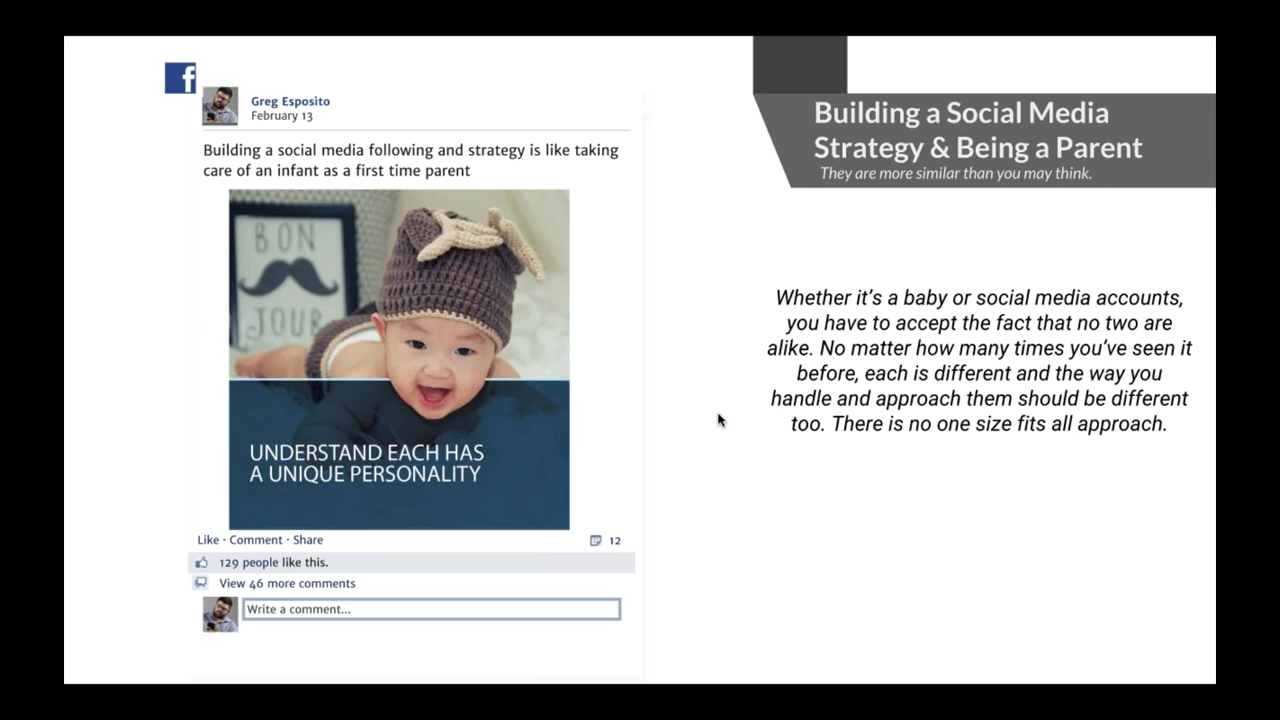 f
Greg Esposito
February 13
Building a social media following and strategy is like taking
care of an infant as a first time parent
BON
JOUR
UNDERSTAND EACH HAS
A UNIQUE PERSONALITY
Like · Comment · Share
12
129 people like this.
View 46 more comments
Write a comment...
Building a Social Media
Strategy & Being a Parent
They are more similar than you may think.
Whether it's a baby or social media accounts,
you have to accept the fact that no two are
alike. No matter how many times you've seen it
before, each is different and the way you
handle and approach them should be different
too. There is no one size fits all approach.